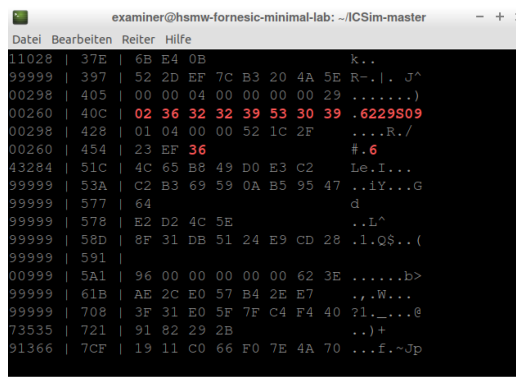 examiner@hsmw-fornesic-minimal-lab: ~/ICSim-master
Datei Bearbeiten Reiter Hilfe
11028 | 37E | 6B E4 0B k..
99999 | 397 | 52 2D EF 7C B3 20 4A 5E R-.|. J^
00298 | 405 | 00 00 04 00 00 00 00 29 .......)
00260 | 40C | 02 36 32 32 39 53 30 39 .6229S09
00298 | 428 | 01 04 00 00 52 1C 2F ....R./
00260 | 454 | 23 EF 36 #.6
43284 | 51C | 4C 65 B8 49 D0 E3 C2 Le.I...
99999 | 53A | C2 B3 69 59 0A B5 95 47 ..iY...G
99999 | 577 | 64 d
99999 | 578 | E2 D2 4C 5E ..L^
99999 | 58D | 8F 31 DB 51 24 E9 CD 28 .1.Q$..(
99999 | 591 |
00999 | 5A1 | 96 00 00 00 00 00 62 3E ......b>
99999 | 61B | AE 2C E0 57 B4 2E E7 .,.W...
99999 | 708 | 3F 31 E0 5F 7F C4 F4 40 ?1._...@
73535 | 721 | 91 82 29 2B ..)+
91366 | 7CF | 19 11 C0 66 F0 7E 4A 70 ...f.~Jp